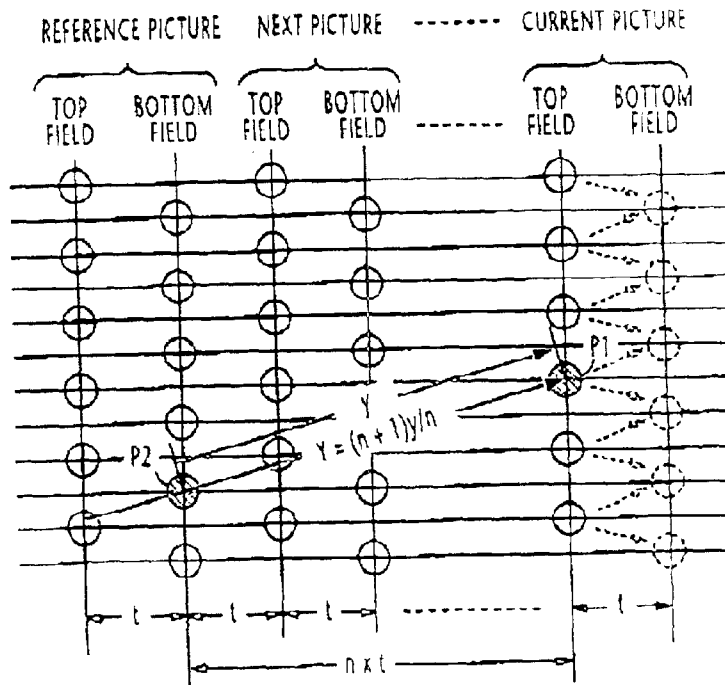 REFERENCE PICTURE NEXT PICTURE CURRENT PICTURE
TOP FIELD BOTTOM FIELD TOP FIELD BOTTOM FIELD TOP FIELD BOTTOM FIELD
P1
y
Y = (n + 1)y/n
P2
t t t t
n x t